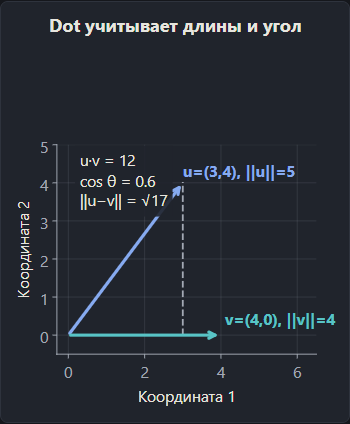 Dot учитывает длины и угол
5
u·v = 12
u=(3,4), ||u||=5
4
cos θ = 0.6
||u−v|| = √17
3
Координата 2
2
1
v=(4,0), ||v||=4
0
0 2 4 6
Координата 1